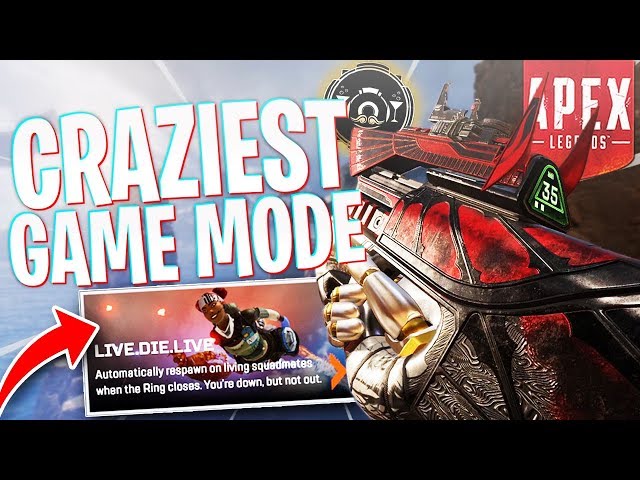 CRAZIEST
GAME MODE
APEX
LEGENDS™
35
LIVE.DIE.LIVE
Automatically respawn on living squadmates
when the Ring closes. You're down, but not out.